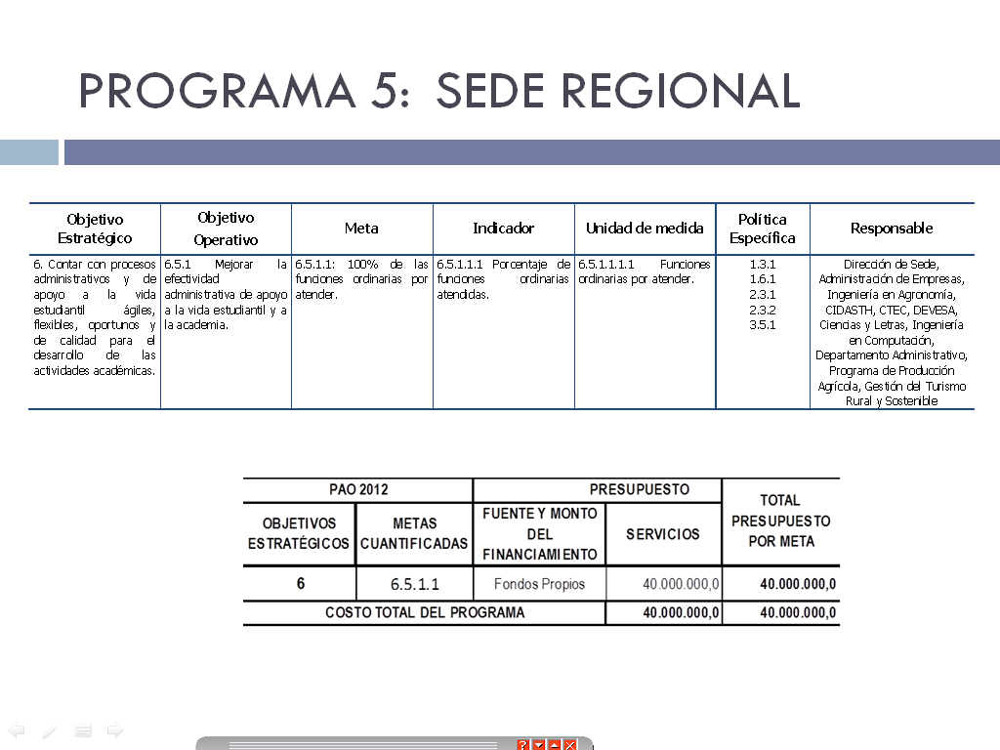 PROGRAMA 5: SEDE REGIONAL
Objetivo
Estratégico
Objetivo
Operativo
Meta
Indicador
Unidad de medida
Política
Específica
Responsable
6. Contar con procesos
administrativos y de
apoyo a la vida
estudiantil ágiles,
flexibles, oportunos y
de calidad para el
desarrollo de las
actividades académicas.
6.5.1 Mejorar la
efectividad
administrativa de apoyo
a la vida estudiantil y a
la academia.
6.5.1.1: 100% de las
funciones ordinarias por
atender.
6.5.1.1.1 Porcentaje de
funciones ordinarias
atendidas.
6.5.1.1.1.1 Funciones
ordinarias por atender.
1.3.1
1.6.1
2.3.1
2.3.2
3.5.1
Dirección de Sede,
Administración de Empresas,
Ingeniería en Agronomía,
CIDASTH, CTEC, DEVESA,
Ciencias y Letras, Ingeniería
en Computación,
Departamento Administrativo,
Programa de Producción
Agrícola, Gestión del Turismo
Rural y Sostenible
PAO 2012
PRESUPUESTO
TOTAL
PRESUPUESTO
POR META
OBJETIVOS
ESTRATÉGICOS
METAS
CUANTIFICADAS
FUENTE Y MONTO
DEL
FINANCIAMIENTO
SERVICIOS
6
6.5.1.1
Fondos Propios
40.000.000,0
40.000.000,0
COSTO TOTAL DEL PROGRAMA
40.000.000,0
40.000.000,0